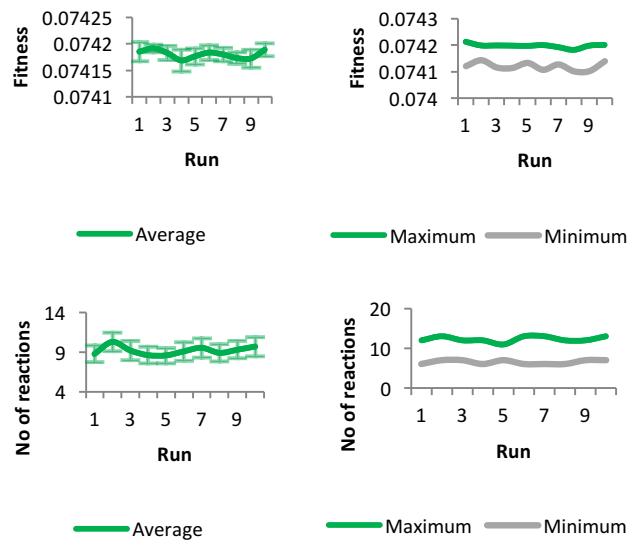 Fitness
0.07425
0.0742
0.07415
0.0741
1 3 5 7 9
Run
Average
Fitness
0.0743
0.0742
0.0741
0.074
1 3 5 7 9
Run
Maximum Minimum
No of reactions
14
9
4
1 3 5 7 9
Run
Average
No of reactions
20
10
0
1 3 5 7 9
Run
Maximum Minimum